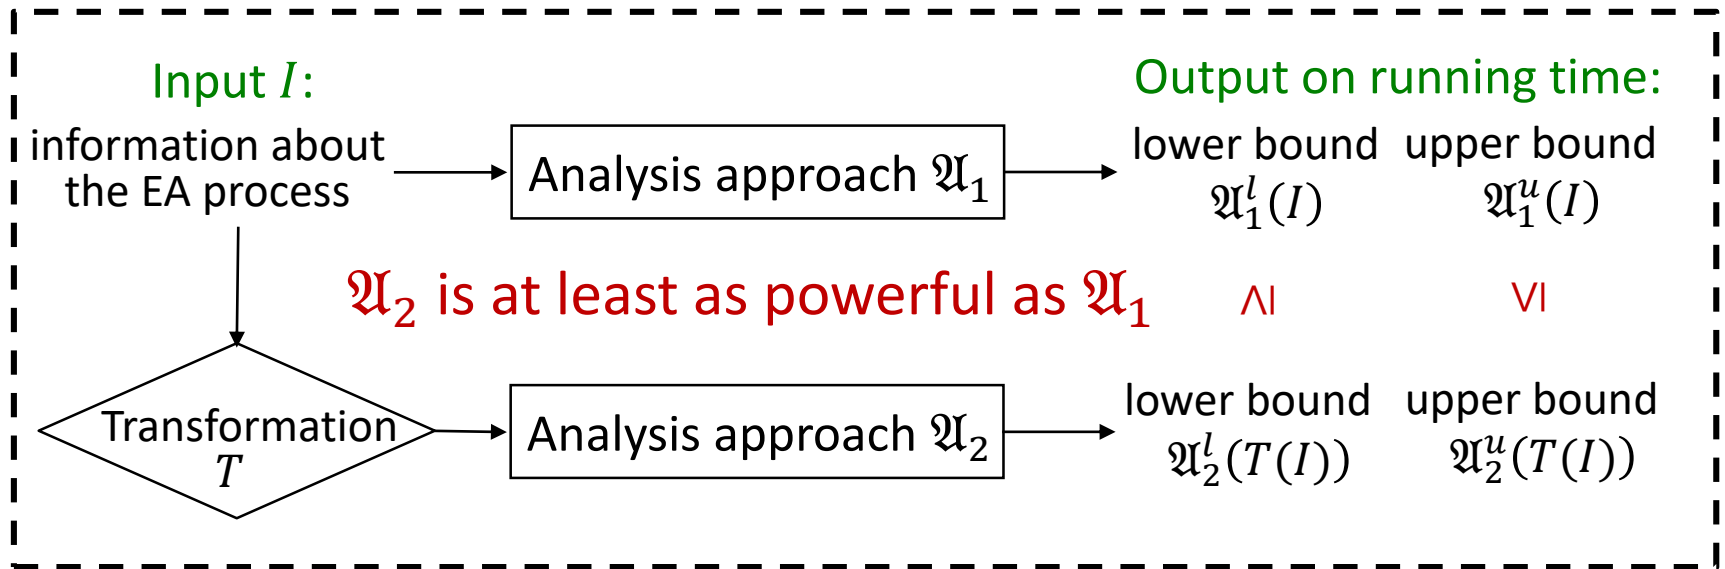 Input I:
Output on running time:
information about
the EA process
Analysis approach 𝔄₁
lower bound
𝔄₁ˡ(I)
upper bound
𝔄₁ᵘ(I)
𝔄₂ is at least as powerful as 𝔄₁
≤
≥
Transformation
T
Analysis approach 𝔄₂
lower bound
𝔄₂ˡ(T(I))
upper bound
𝔄₂ᵘ(T(I))